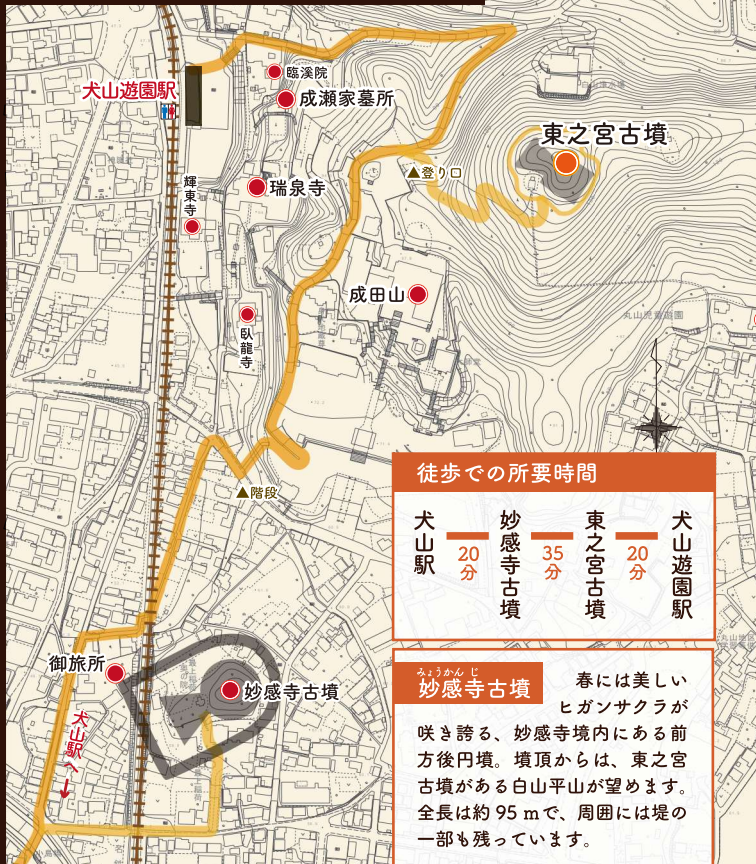 臨溪院
犬山遊園駅
成瀬家墓所
東之宮古墳
▲登り口
輝東寺
瑞泉寺
成田山
丸山児童遊園
臥龍寺
▲階段
徒歩での所要時間
犬山駅
20分
妙感寺古墳
35分
東之宮古墳
20分
犬山遊園駅
御旅所
妙感寺古墳
犬山駅へ→
みょうかんじ
妙感寺古墳
春には美しい
ヒガンサクラが
咲き誇る、妙感寺境内にある前
方後円墳。墳頂からは、東之宮
古墳がある白山平山が望めます。
全長は約 95 m で、周囲には堤の
一部も残っています。